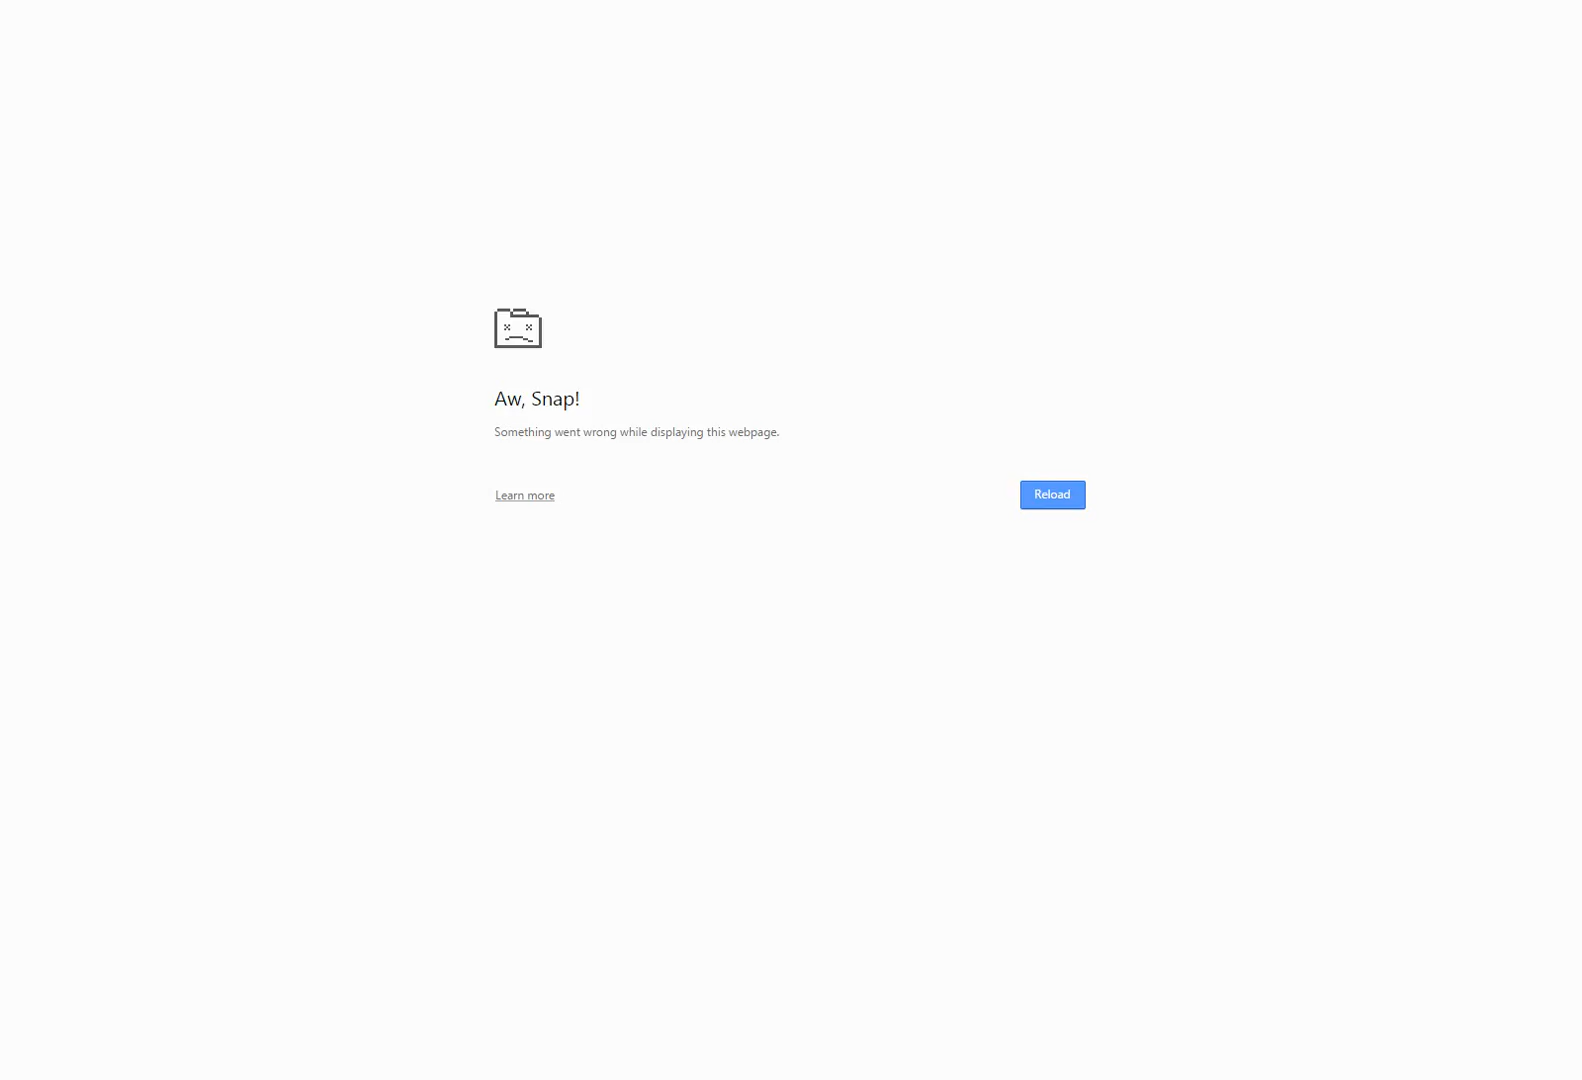 Aw, Snap!
Something went wrong while displaying this webpage.
Learn more
Reload